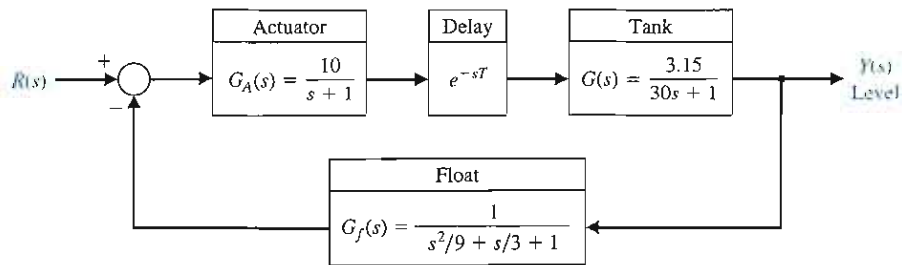 Actuator
Delay
Tank
R(s)
+
−
G_A(s) = 10 / (s + 1)
e^{−sT}
G(s) = 3.15 / (30s + 1)
Y(s)
Level
Float
G_f(s) = 1 / (s^2/9 + s/3 + 1)